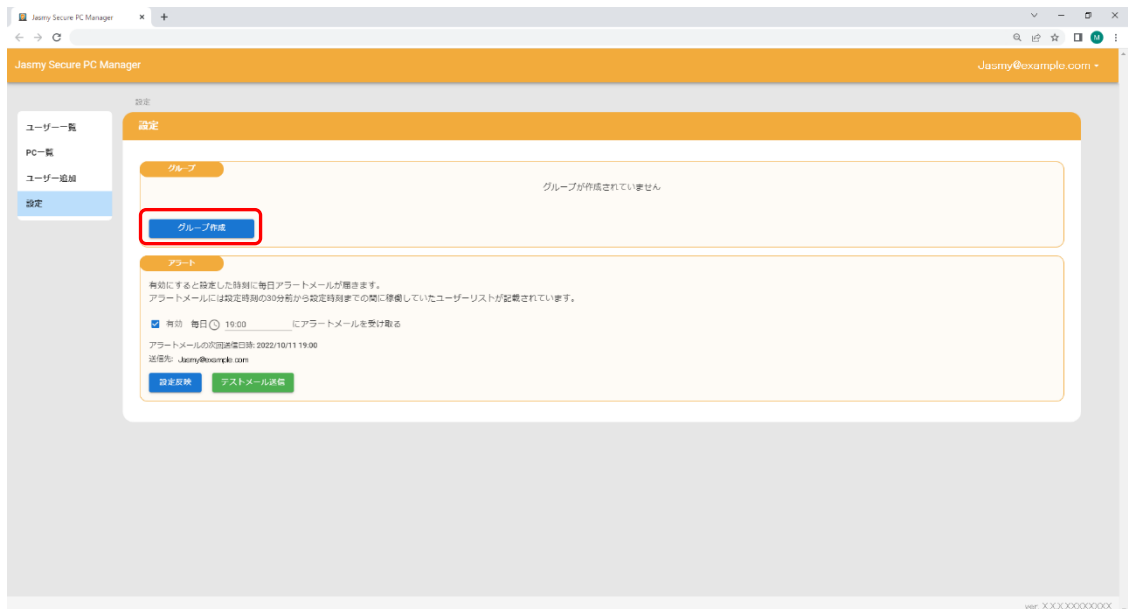 Jasmy Secure PC Manager
Jasmy Secure PC Manager
Jasmy@example.com
M
設定
ユーザー一覧
PC一覧
ユーザー追加
設定
設定
グループ
グループが作成されていません
グループ作成
アラート
有効にすると設定した時刻に毎日アラートメールが届きます。
アラートメールには設定時刻の30分前から設定時刻までの間に稼働していたユーザーリストが記載されています。
有効 毎日 19:00 にアラートメールを受け取る
アラートメールの次回送信日時: 2022/10/11 19:00
送信先: Jasmy@example.com
設定反映 テストメール送信
ver. X.X.X.XXXXXXXX